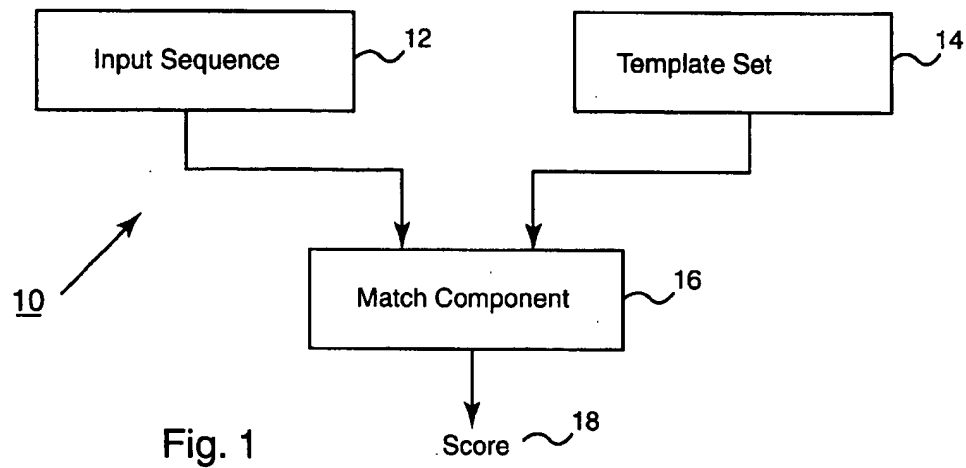 Input Sequence
12
Template Set
14
10
Match Component
16
Score
18
Fig. 1